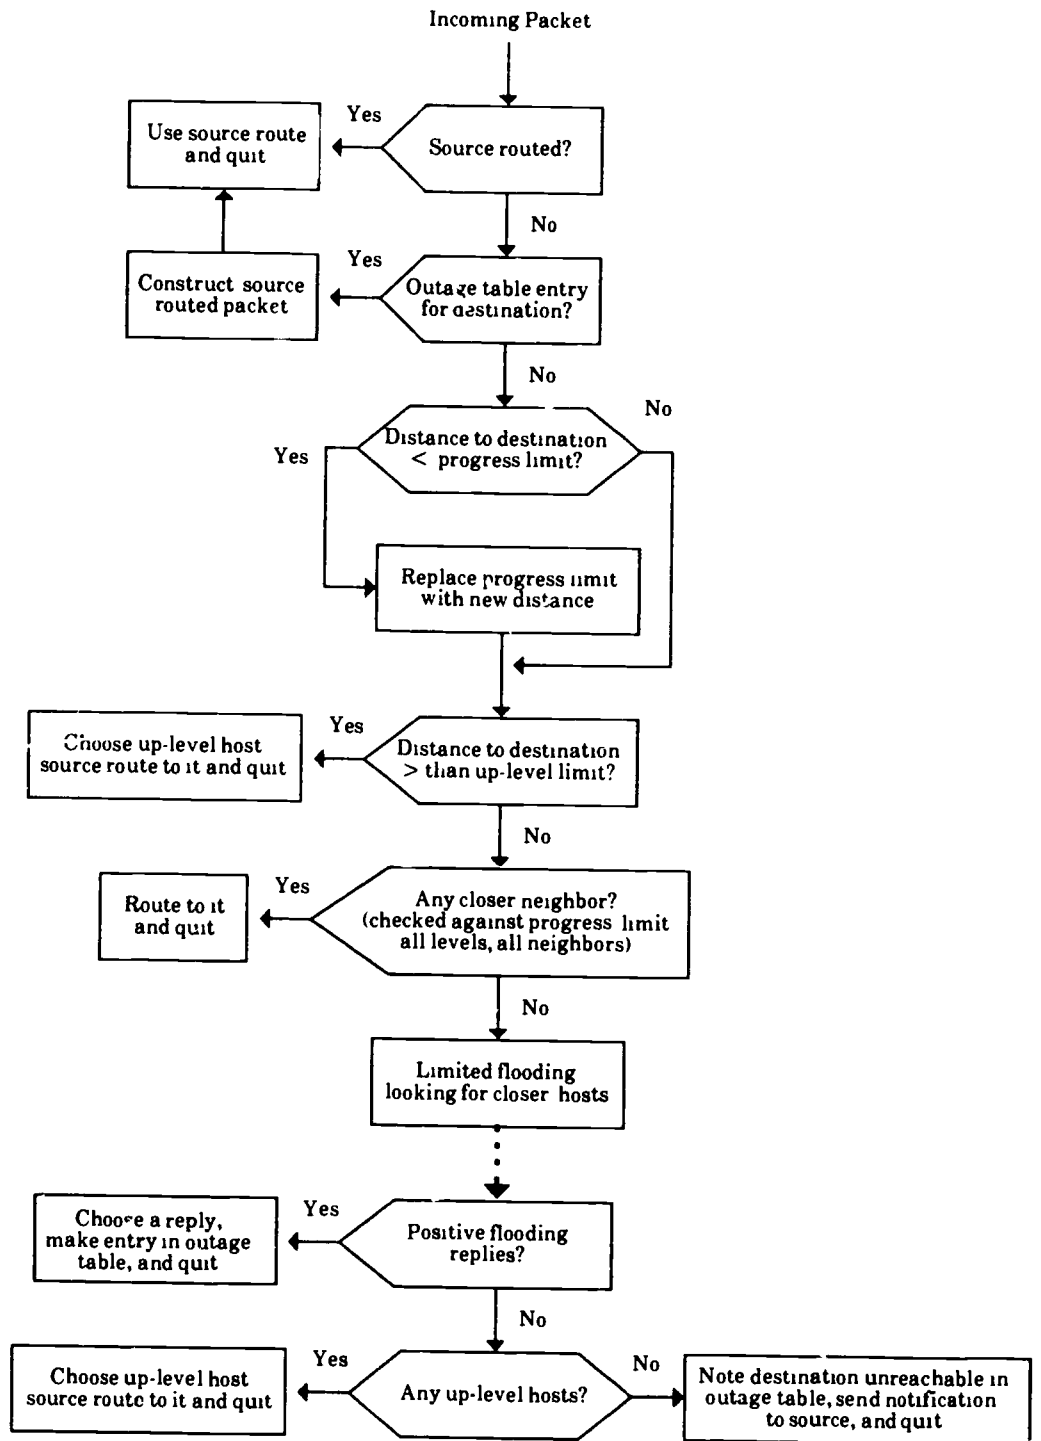 Incoming Packet
Yes
Use source route
and quit
Source routed?
No
Yes
Construct source
routed packet
Outage table entry
for destination?
No
No
Distance to destination
< progress limit?
Yes
Replace progress limit
with new distance
Yes
Choose up-level host
source route to it and quit
Distance to destination
> than up-level limit?
No
Yes
Route to it
and quit
Any closer neighbor?
(checked against progress limit
all levels, all neighbors)
No
Limited flooding
looking for closer hosts
Yes
Choose a reply,
make entry in outage
table, and quit
Positive flooding
replies?
No
Yes
Choose up-level host
source route to it and quit
Any up-level hosts?
No
Note destination unreachable in
outage table, send notification
to source, and quit